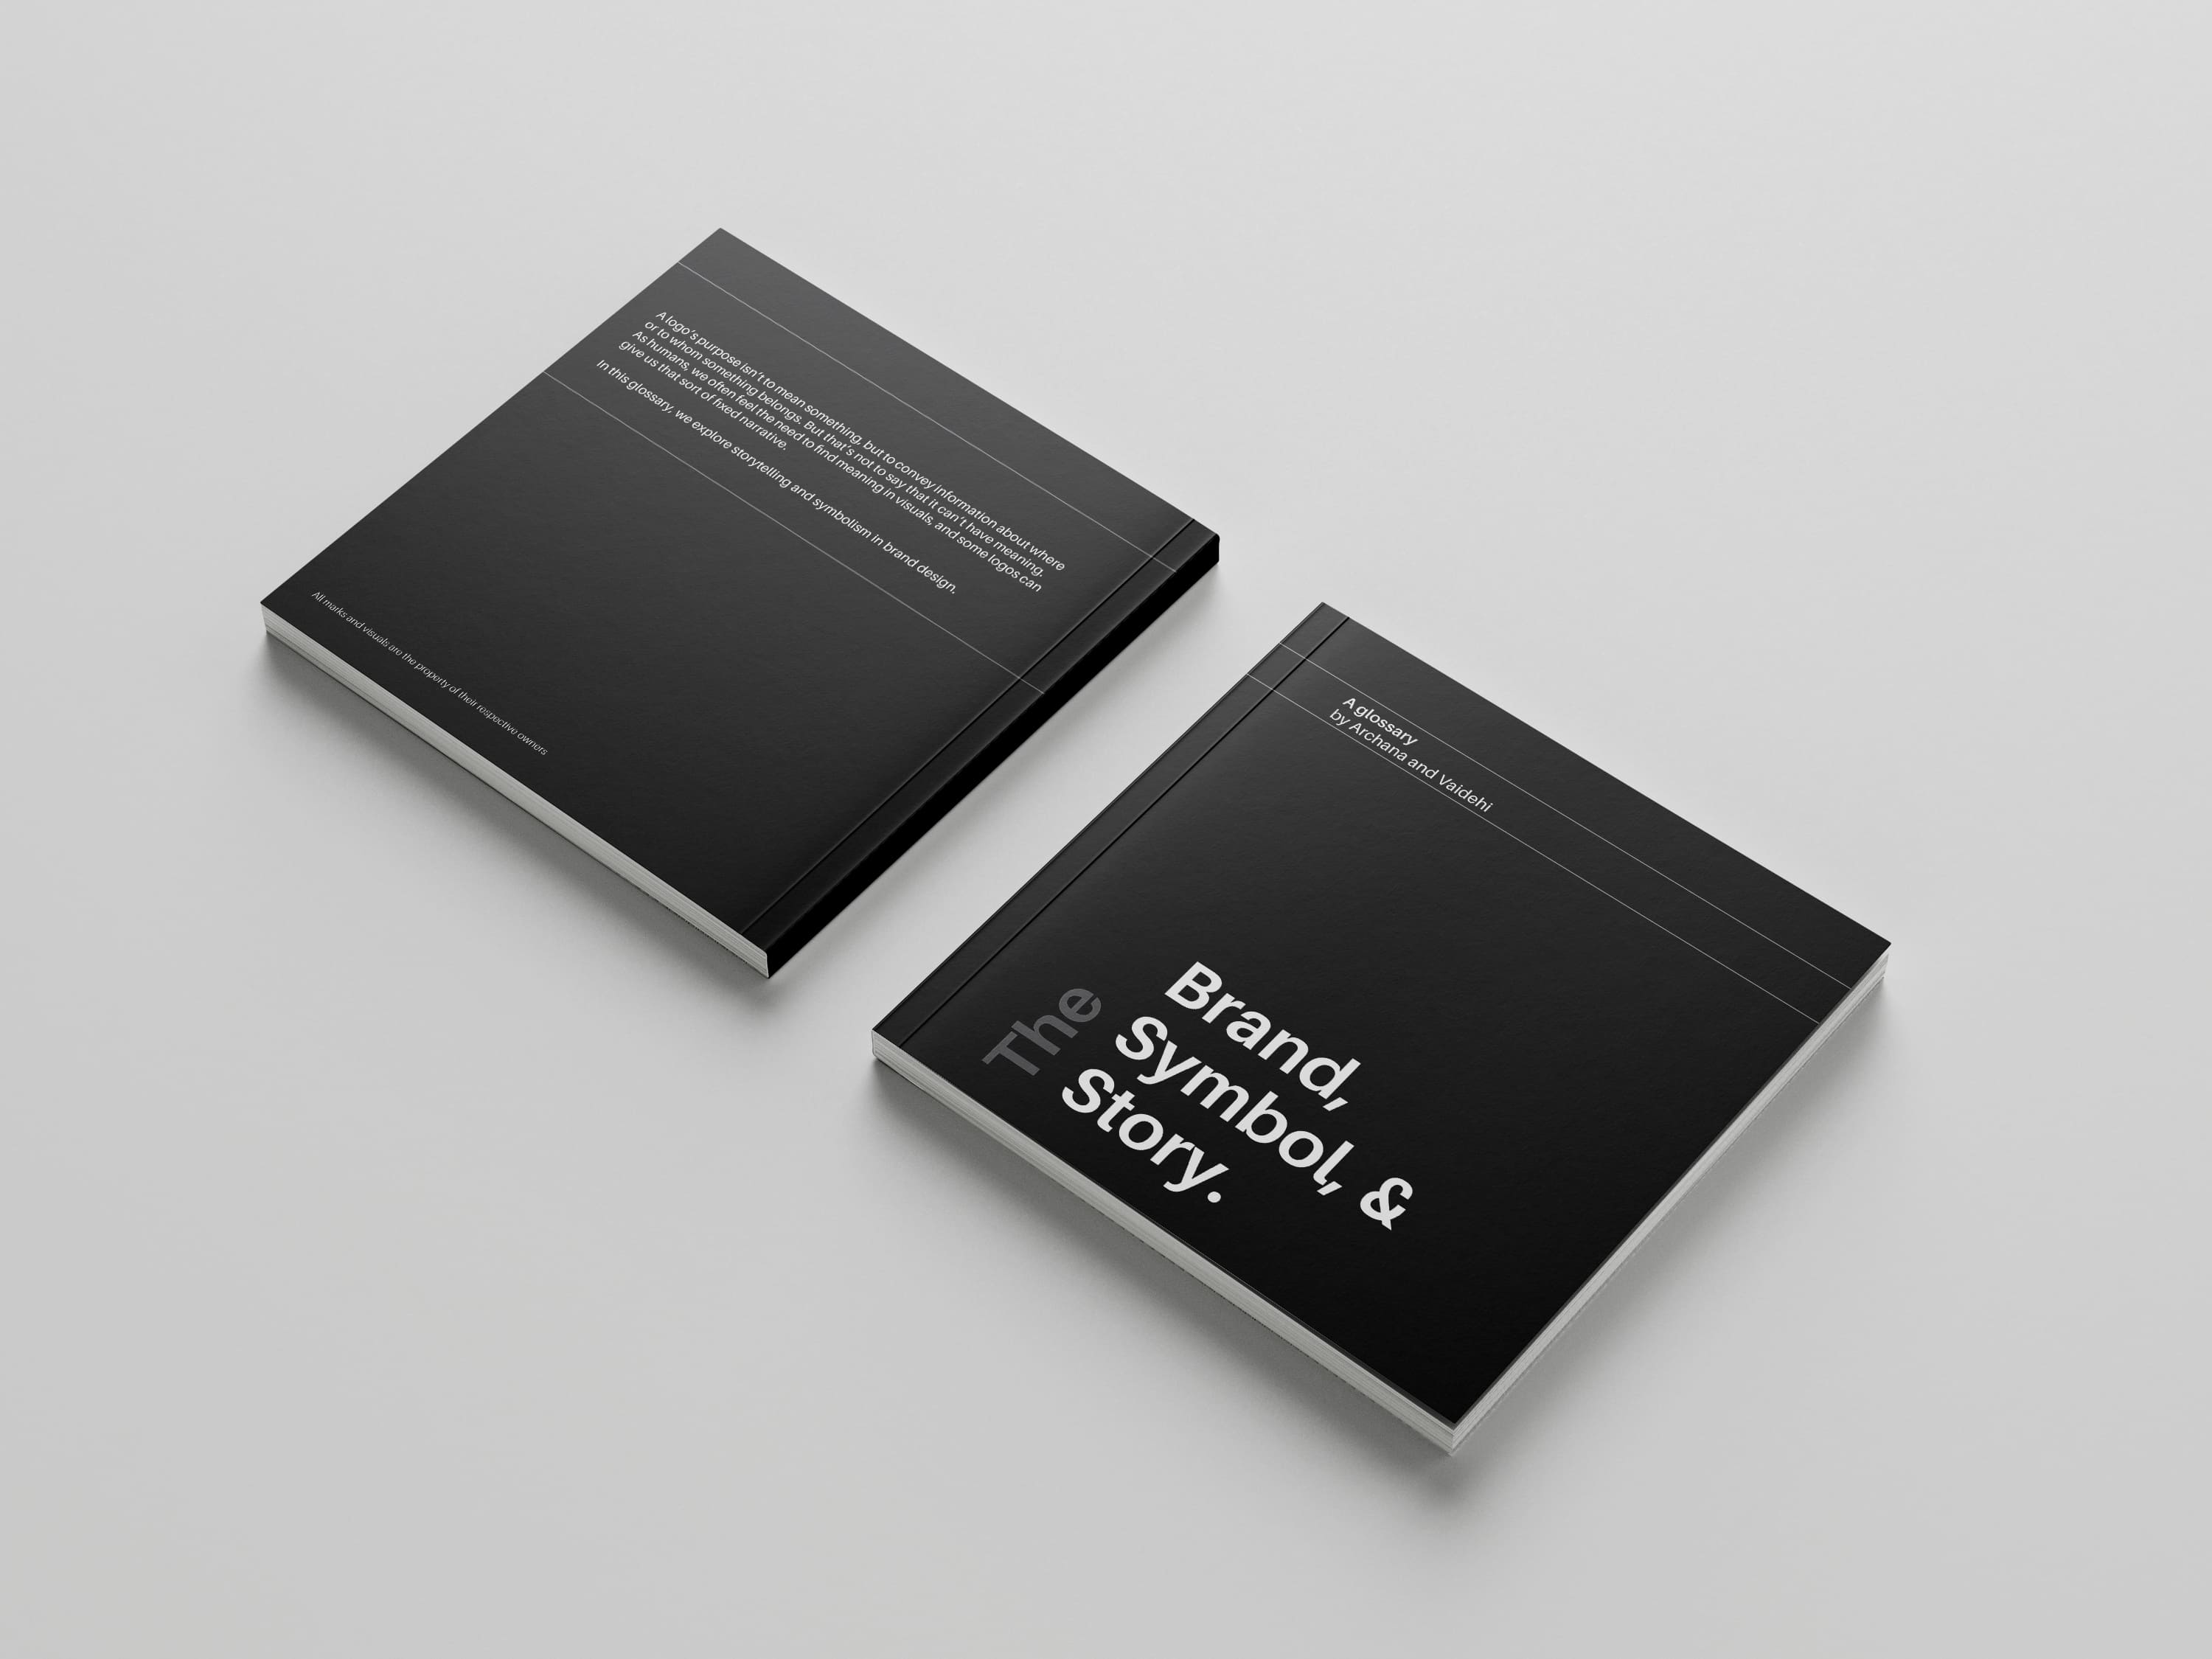 A logo's purpose isn't to mean something, but to convey information about where
or to whom something belongs. But that's not to say that it can't have meaning.
As humans, we often feel the need to find meaning in visuals, and some logos can
give us that sort of fixed narrative.
In this glossary, we explore storytelling and symbolism in brand design.
All marks and visuals are the property of their respective owners
A glossary
by Archana and Vaidehi
The
Brand,
Symbol, &
Story.